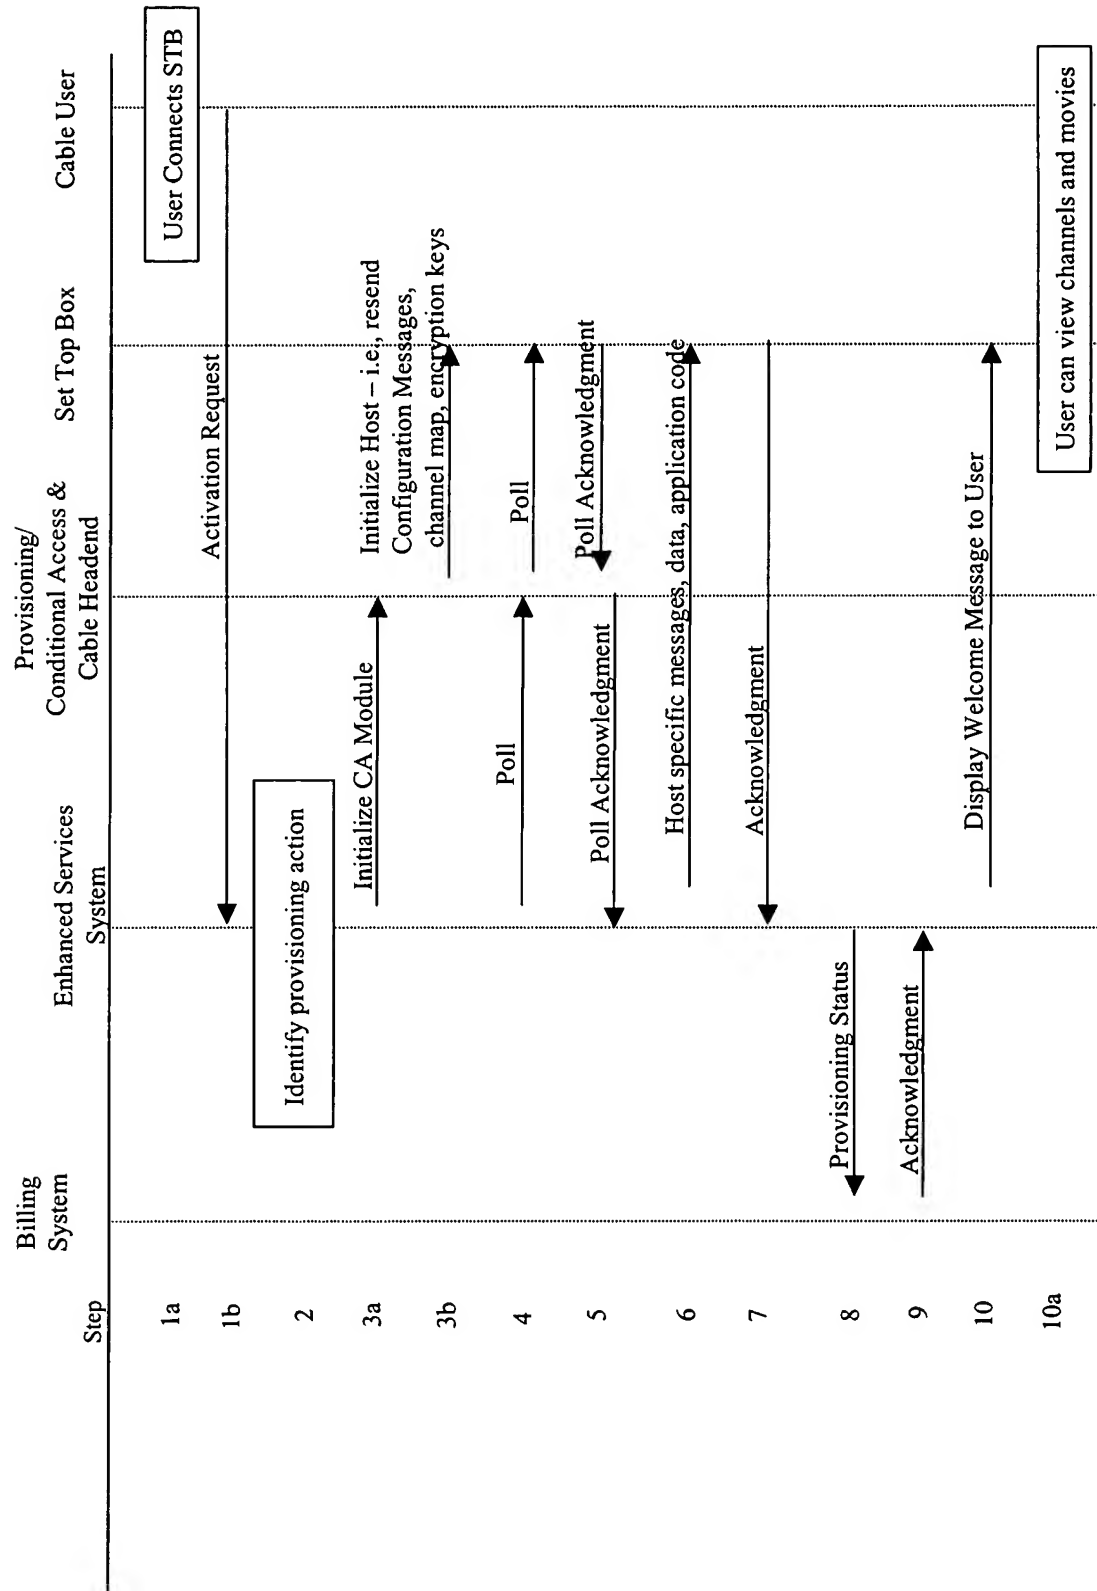 Step
Billing
System
Enhanced Services
System
Provisioning/
Conditional Access &
Cable Headend
Set Top Box
Cable User
1a
User Connects STB
1b
Activation Request
2
Identify provisioning action
3a
Initialize CA Module
Initialize Host – i.e., resend
Configuration Messages,
channel map, encryption keys
3b
4
Poll
Poll
5
Poll Acknowledgment
Poll Acknowledgment
6
Host specific messages, data, application code
7
Acknowledgment
8
Provisioning Status
9
Acknowledgment
10
Display Welcome Message to User
10a
User can view channels and movies